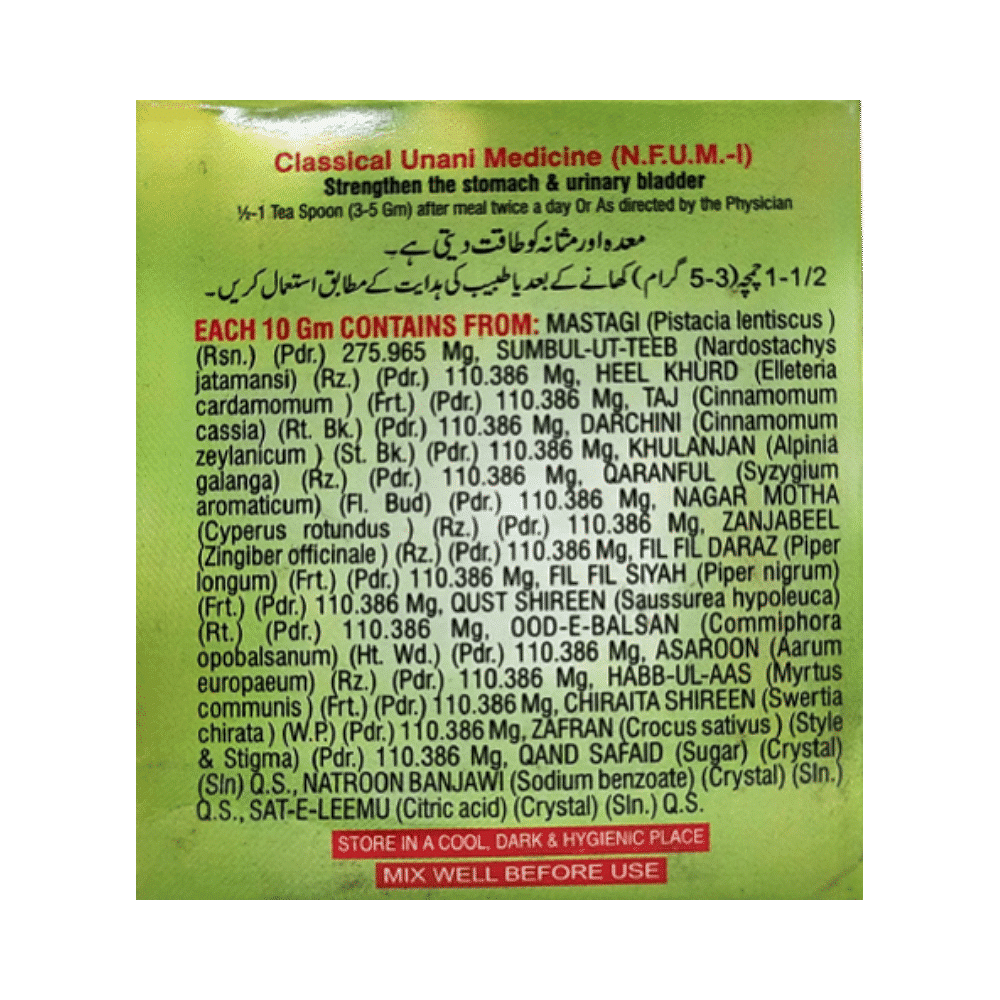 Classical Unani Medicine (N.F.U.M.-I)
Strengthen the stomach & urinary bladder
½-1 Tea Spoon (3-5 Gm) after meal twice a day Or As directed by the Physician
معدہ اور مثانہ کو طاقت دیتی ہے۔
1-1/2 چمچہ (3-5 گرام) کھانے کے بعد یا طبیب کی ہدایت کے مطابق استعمال کریں۔
EACH 10 Gm CONTAINS FROM: MASTAGI (Pistacia lentiscus )
(Rsn.) (Pdr.) 275.965 Mg, SUMBUL-UT-TEEB (Nardostachys
jatamansi) (Rz.) (Pdr.) 110.386 Mg, HEEL KHURD (Elleteria
cardamomum ) (Frt.) (Pdr.) 110.386 Mg, TAJ (Cinnamomum
cassia) (Rt. Bk.) (Pdr.) 110.386 Mg, DARCHINI (Cinnamomum
zeylanicum ) (St. Bk.) (Pdr.) 110.386 Mg, KHULANJAN (Alpinia
galanga) (Rz.) (Pdr.) 110.386 Mg, QARANFUL (Syzygium
aromaticum) (Fl. Bud) (Pdr.) 110.386 Mg, NAGAR MOTHA
(Cyperus rotundus ) (Rz.) (Pdr.) 110.386 Mg, ZANJABEEL
(Zingiber officinale ) (Rz.) (Pdr.) 110.386 Mg, FIL FIL DARAZ (Piper
longum) (Frt.) (Pdr.) 110.386 Mg, FIL FIL SIYAH (Piper nigrum)
(Frt.) (Pdr.) 110.386 Mg, QUST SHIREEN (Saussurea hypoleuca)
(Rt.) (Pdr.) 110.386 Mg, OOD-E-BALSAN (Commiphora
opobalsanum) (Ht. Wd.) (Pdr.) 110.386 Mg, ASAROON (Aarum
europaeum) (Rz.) (Pdr.) 110.386 Mg, HABB-UL-AAS (Myrtus
communis ) (Frt.) (Pdr.) 110.386 Mg, CHIRAITA SHIREEN (Swertia
chirata ) (W.P.) (Pdr.) 110.386 Mg, ZAFRAN (Crocus sativus ) (Style
& Stigma) (Pdr.) 110.386 Mg, QAND SAFAID (Sugar) (Crystal)
(Sln) Q.S., NATROON BANJAWI (Sodium benzoate) (Crystal) (Sln.)
Q.S., SAT-E-LEEMU (Citric acid) (Crystal) (Sln.) Q.S.
STORE IN A COOL, DARK & HYGIENIC PLACE
MIX WELL BEFORE USE